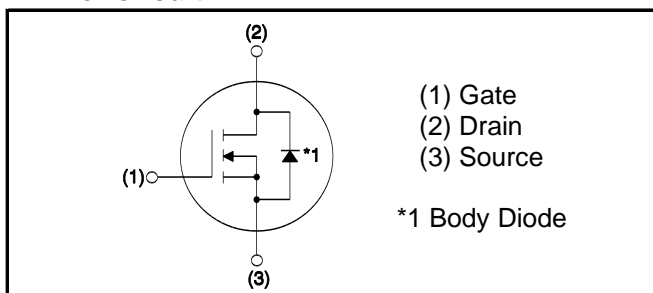 (2)
(1) Gate
(2) Drain
*1
(3) Source
(1)
*1 Body Diode
(3)